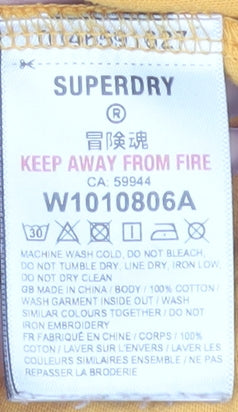 SUPERDRY
®
冒険魂
KEEP AWAY FROM FIRE
CA: 59944
W1010806A
30
MACHINE WASH COLD, DO NOT BLEACH,
DO NOT TUMBLE DRY, LINE DRY, IRON LOW,
DO NOT DRY CLEAN
GB MADE IN CHINA / BODY / 100% COTTON /
WASH GARMENT INSIDE OUT / WASH
SIMILAR COLOURS TOGETHER / DO NOT
IRON EMBROIDERY
FR FABRIQUÉ EN CHINE / CORPS / 100%
COTON / LAVER SUR L'ENVERS / LAVER LES
COULEURS SIMILAIRES ENSEMBLE / NE PAS
REPASSER LA BRODERIE